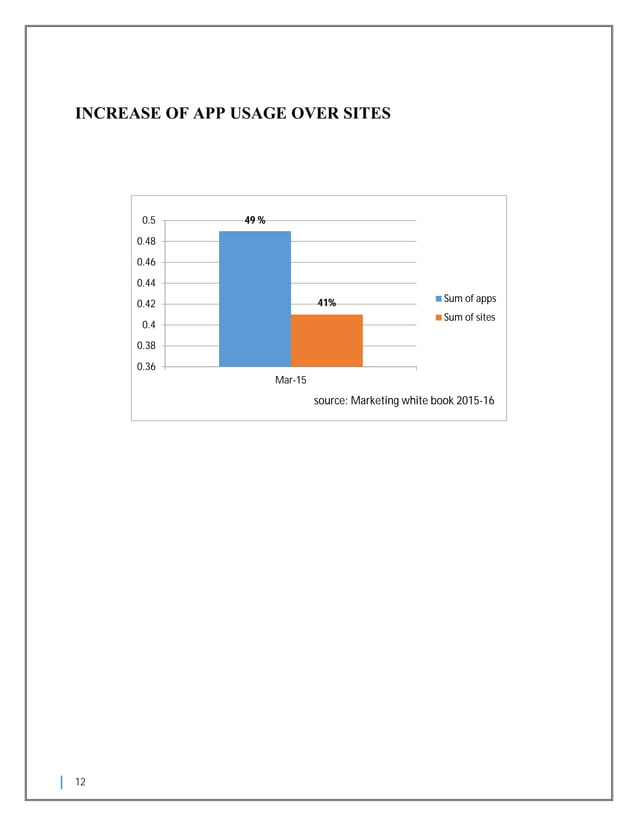 INCREASE OF APP USAGE OVER SITES
0.5
0.48
0.46
0.44
0.42
0.4
0.38
0.36
49 %
41%
Mar-15
Sum of apps
Sum of sites
source: Marketing white book 2015-16
12